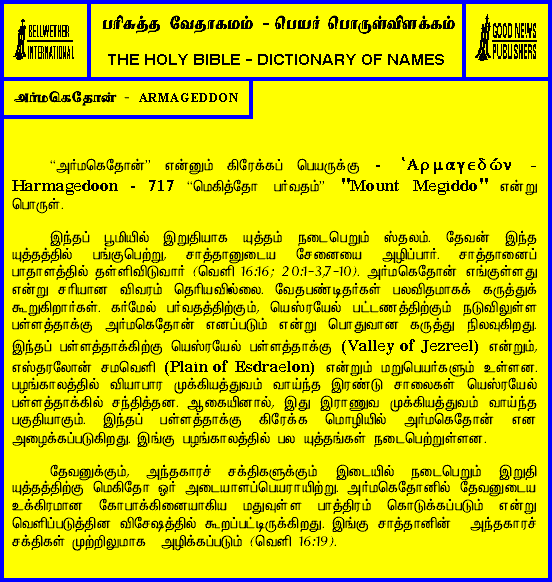 BELLWETHER
INTERNATIONAL
பரிசுத்த வேதாகமம் - பெயர் பொருள்விளக்கம்
THE HOLY BIBLE - DICTIONARY OF NAMES
GOOD NEWS
PUBLISHERS
அர்மகெதோன் - ARMAGEDDON
“அர்மகெதோன்” என்னும் கிரேக்கப் பெயருக்கு - Ἁρμαγεδών -
Harmagedoon - 717 “மெகித்தோ பர்வதம்” "Mount Megiddo" என்று
பொருள்.
இந்தப் பூமியில் இறுதியாக யுத்தம் நடைபெறும் ஸ்தலம். தேவன் இந்த
யுத்தத்தில் பங்குபெற்று, சாத்தானுடைய சேனையை அழிப்பார். சாத்தானைப்
பாதாளத்தில் தள்ளிவிடுவார் (வெளி 16:16; 20:1-3,7-10). அர்மகெதோன் எங்குள்ளது
என்று சரியான விவரம் தெரியவில்லை. வேதபண்டிதர்கள் பலவிதமாகக் கருத்துக்
கூறுகிறார்கள். கர்மேல் பர்வதத்திற்கும், யெஸ்ரயேல் பட்டணத்திற்கும் நடுவிலுள்ள
பள்ளத்தாக்கு அர்மகெதோன் எனப்படும் என்று பொதுவான கருத்து நிலவுகிறது.
இந்தப் பள்ளத்தாக்கிற்கு யெஸ்ரயேல் பள்ளத்தாக்கு (Valley of Jezreel) என்றும்,
எஸ்தரலோன் சமவெளி (Plain of Esdraelon) என்றும் மறுபெயர்களும் உள்ளன.
பழங்காலத்தில் வியாபார முக்கியத்துவம் வாய்ந்த இரண்டு சாலைகள் யெஸ்ரயேல்
பள்ளத்தாக்கில் சந்தித்தன. ஆகையினால், இது இராணுவ முக்கியத்துவம் வாய்ந்த
பகுதியாகும். இந்தப் பள்ளத்தாக்கு கிரேக்க மொழியில் அர்மகெதோன் என
அழைக்கப்படுகிறது. இங்கு பழங்காலத்தில் பல யுத்தங்கள் நடைபெற்றுள்ளன.
தேவனுக்கும், அந்தகாரச் சக்திகளுக்கும் இடையில் நடைபெறும் இறுதி
யுத்தத்திற்கு மெகிதோ ஓர் அடையாளப்பெயராயிற்று. அர்மகெதோனில் தேவனுடைய
உக்கிரமான கோபாக்கினையாகிய மதுவுள்ள பாத்திரம் கொடுக்கப்படும் என்று
வெளிப்படுத்தின விசேஷத்தில் கூறப்பட்டிருக்கிறது. இங்கு சாத்தானின் அந்தகாரச்
சக்திகள் முற்றிலுமாக அழிக்கப்படும் (வெளி 16:19).